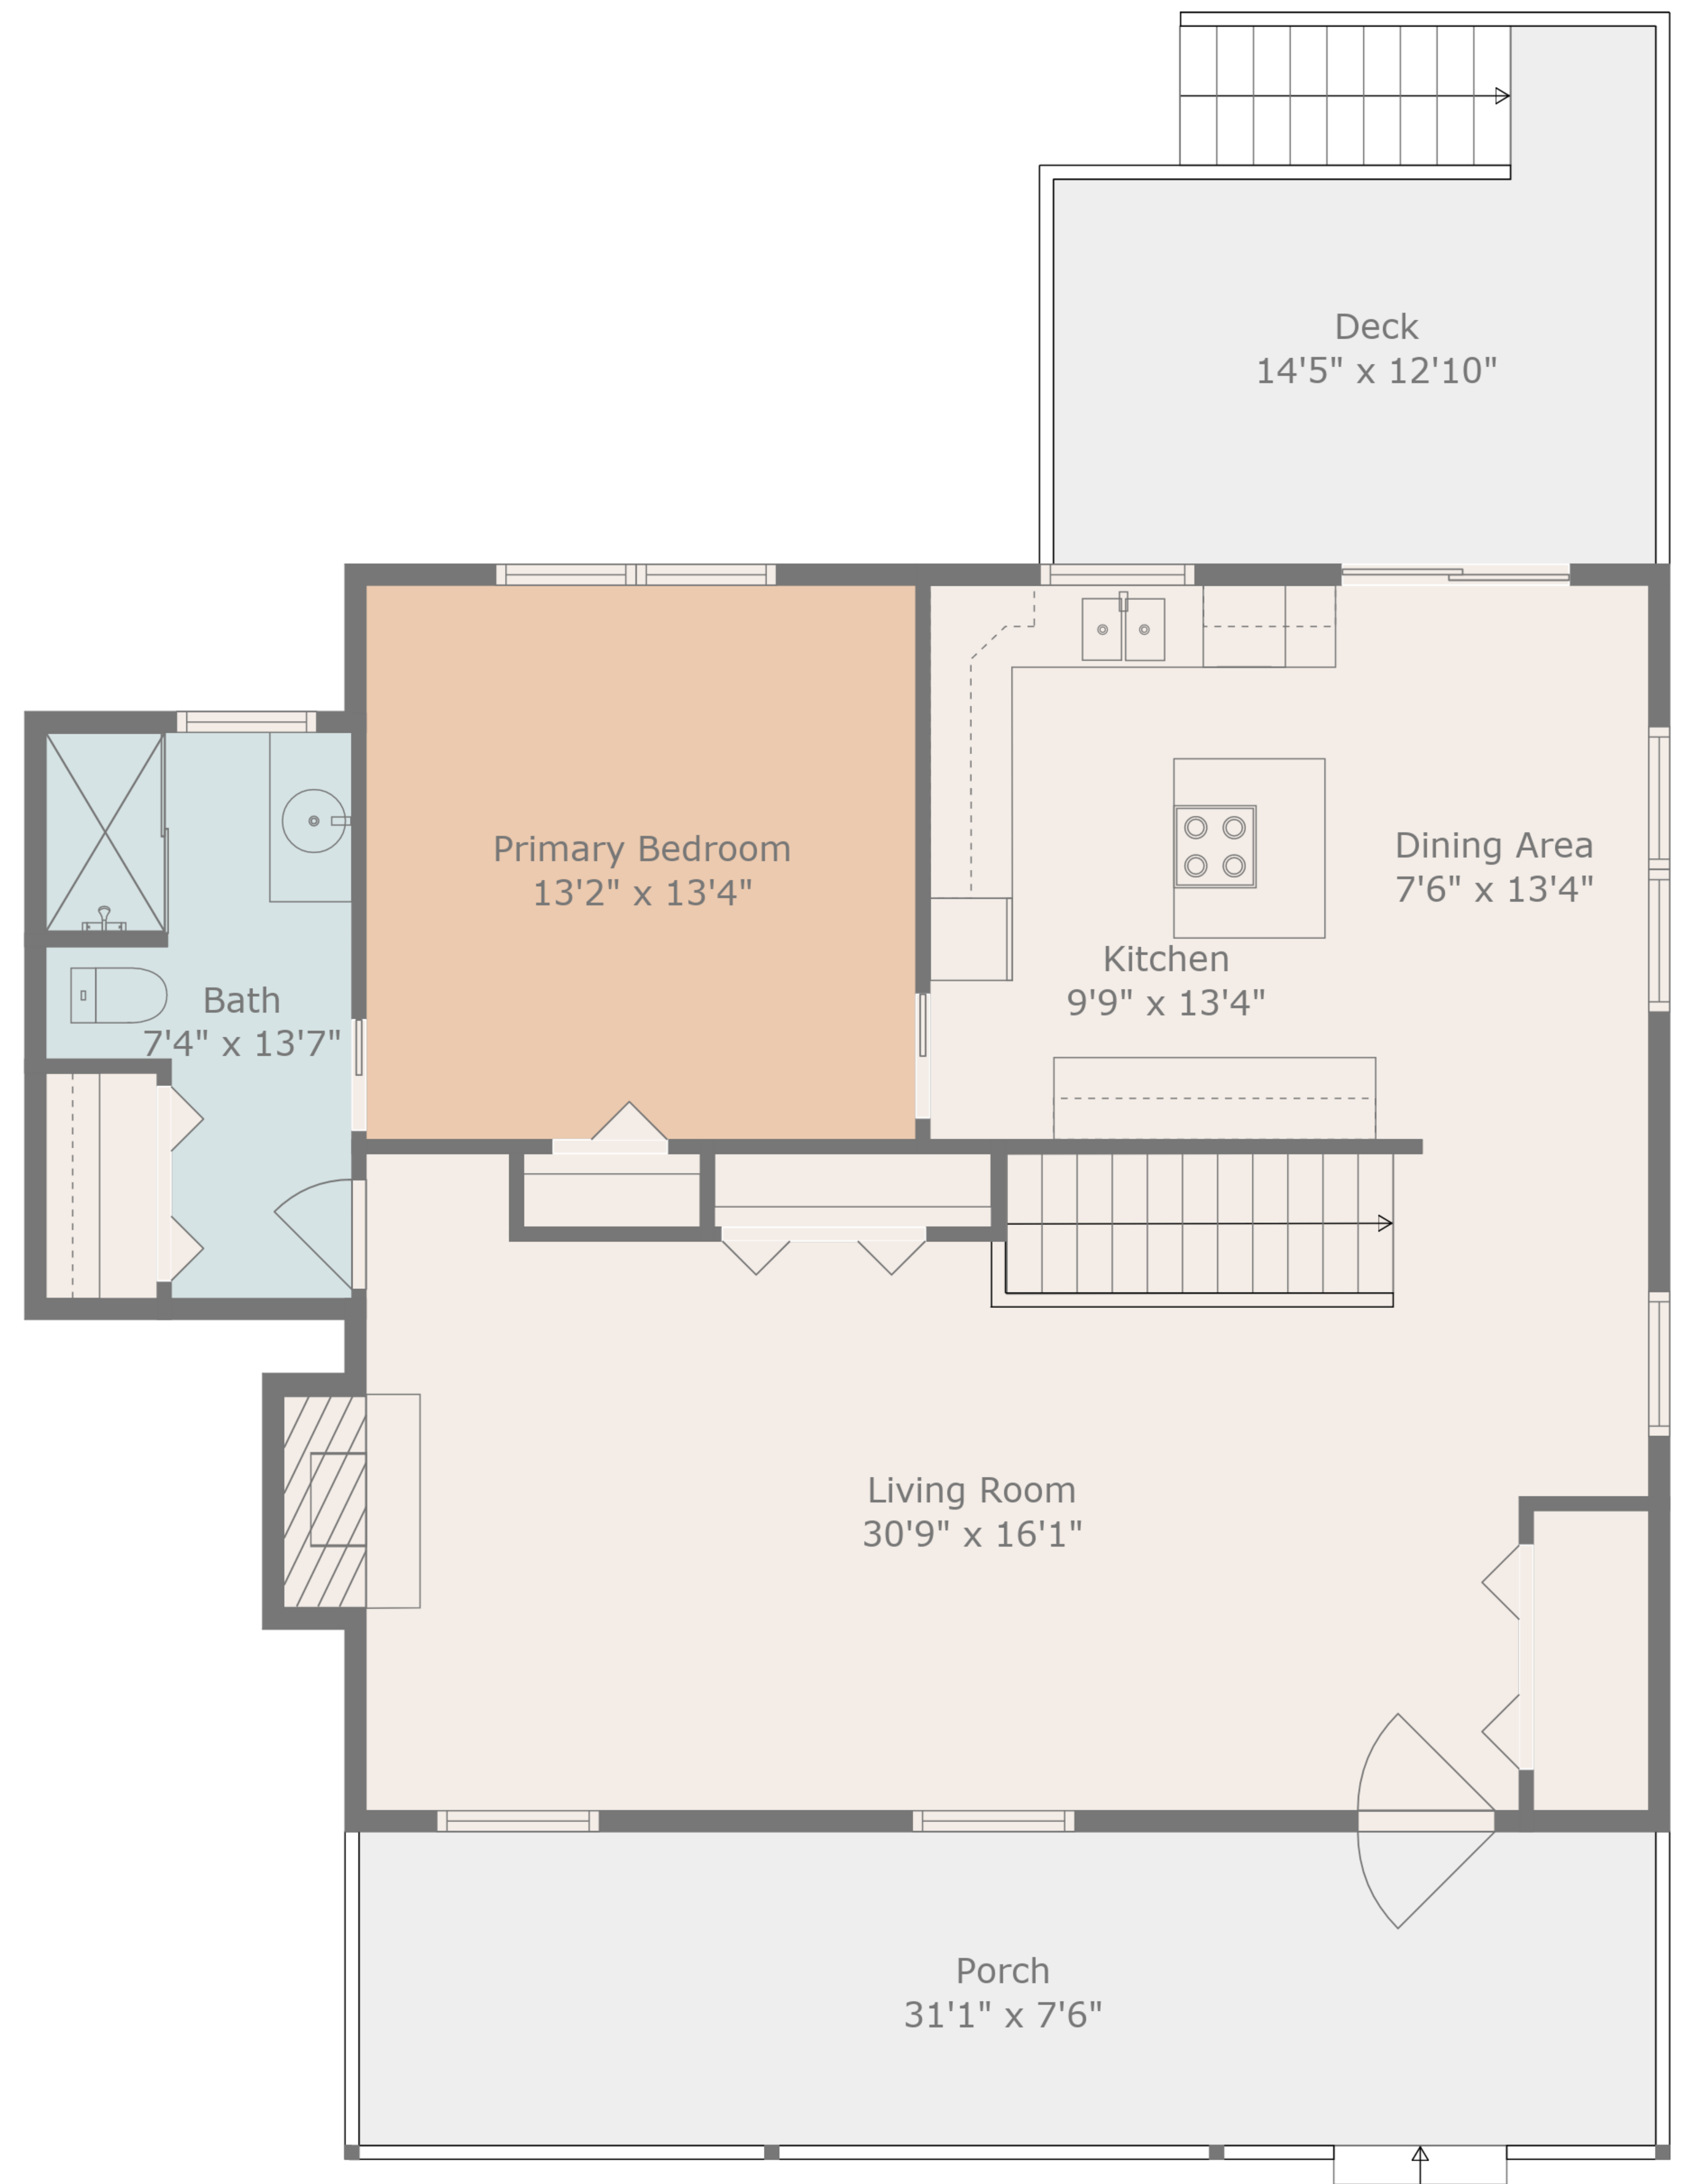 Deck
14'5" x 12'10"
Primary Bedroom
13'2" x 13'4"
Dining Area
7'6" x 13'4"
Kitchen
9'9" x 13'4"
Bath
7'4" x 13'7"
Living Room
30'9" x 16'1"
Porch
31'1" x 7'6"